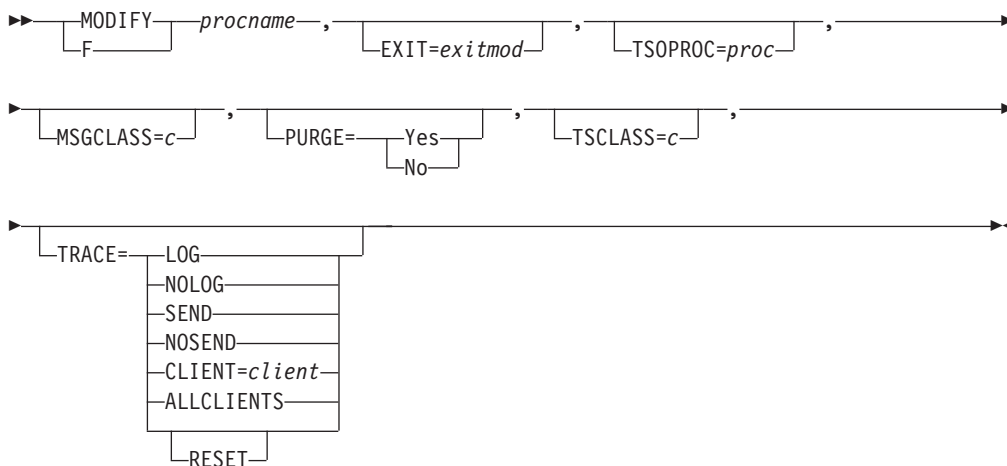 MODIFY procname , , ,
F EXIT=exitmod TSOPROC=proc
, , ,
MSGCLASS=c PURGE= Yes TSCLASS=c
No
TRACE= LOG
NOLOG
SEND
NOSEND
CLIENT=client
ALLCLIENTS
RESET